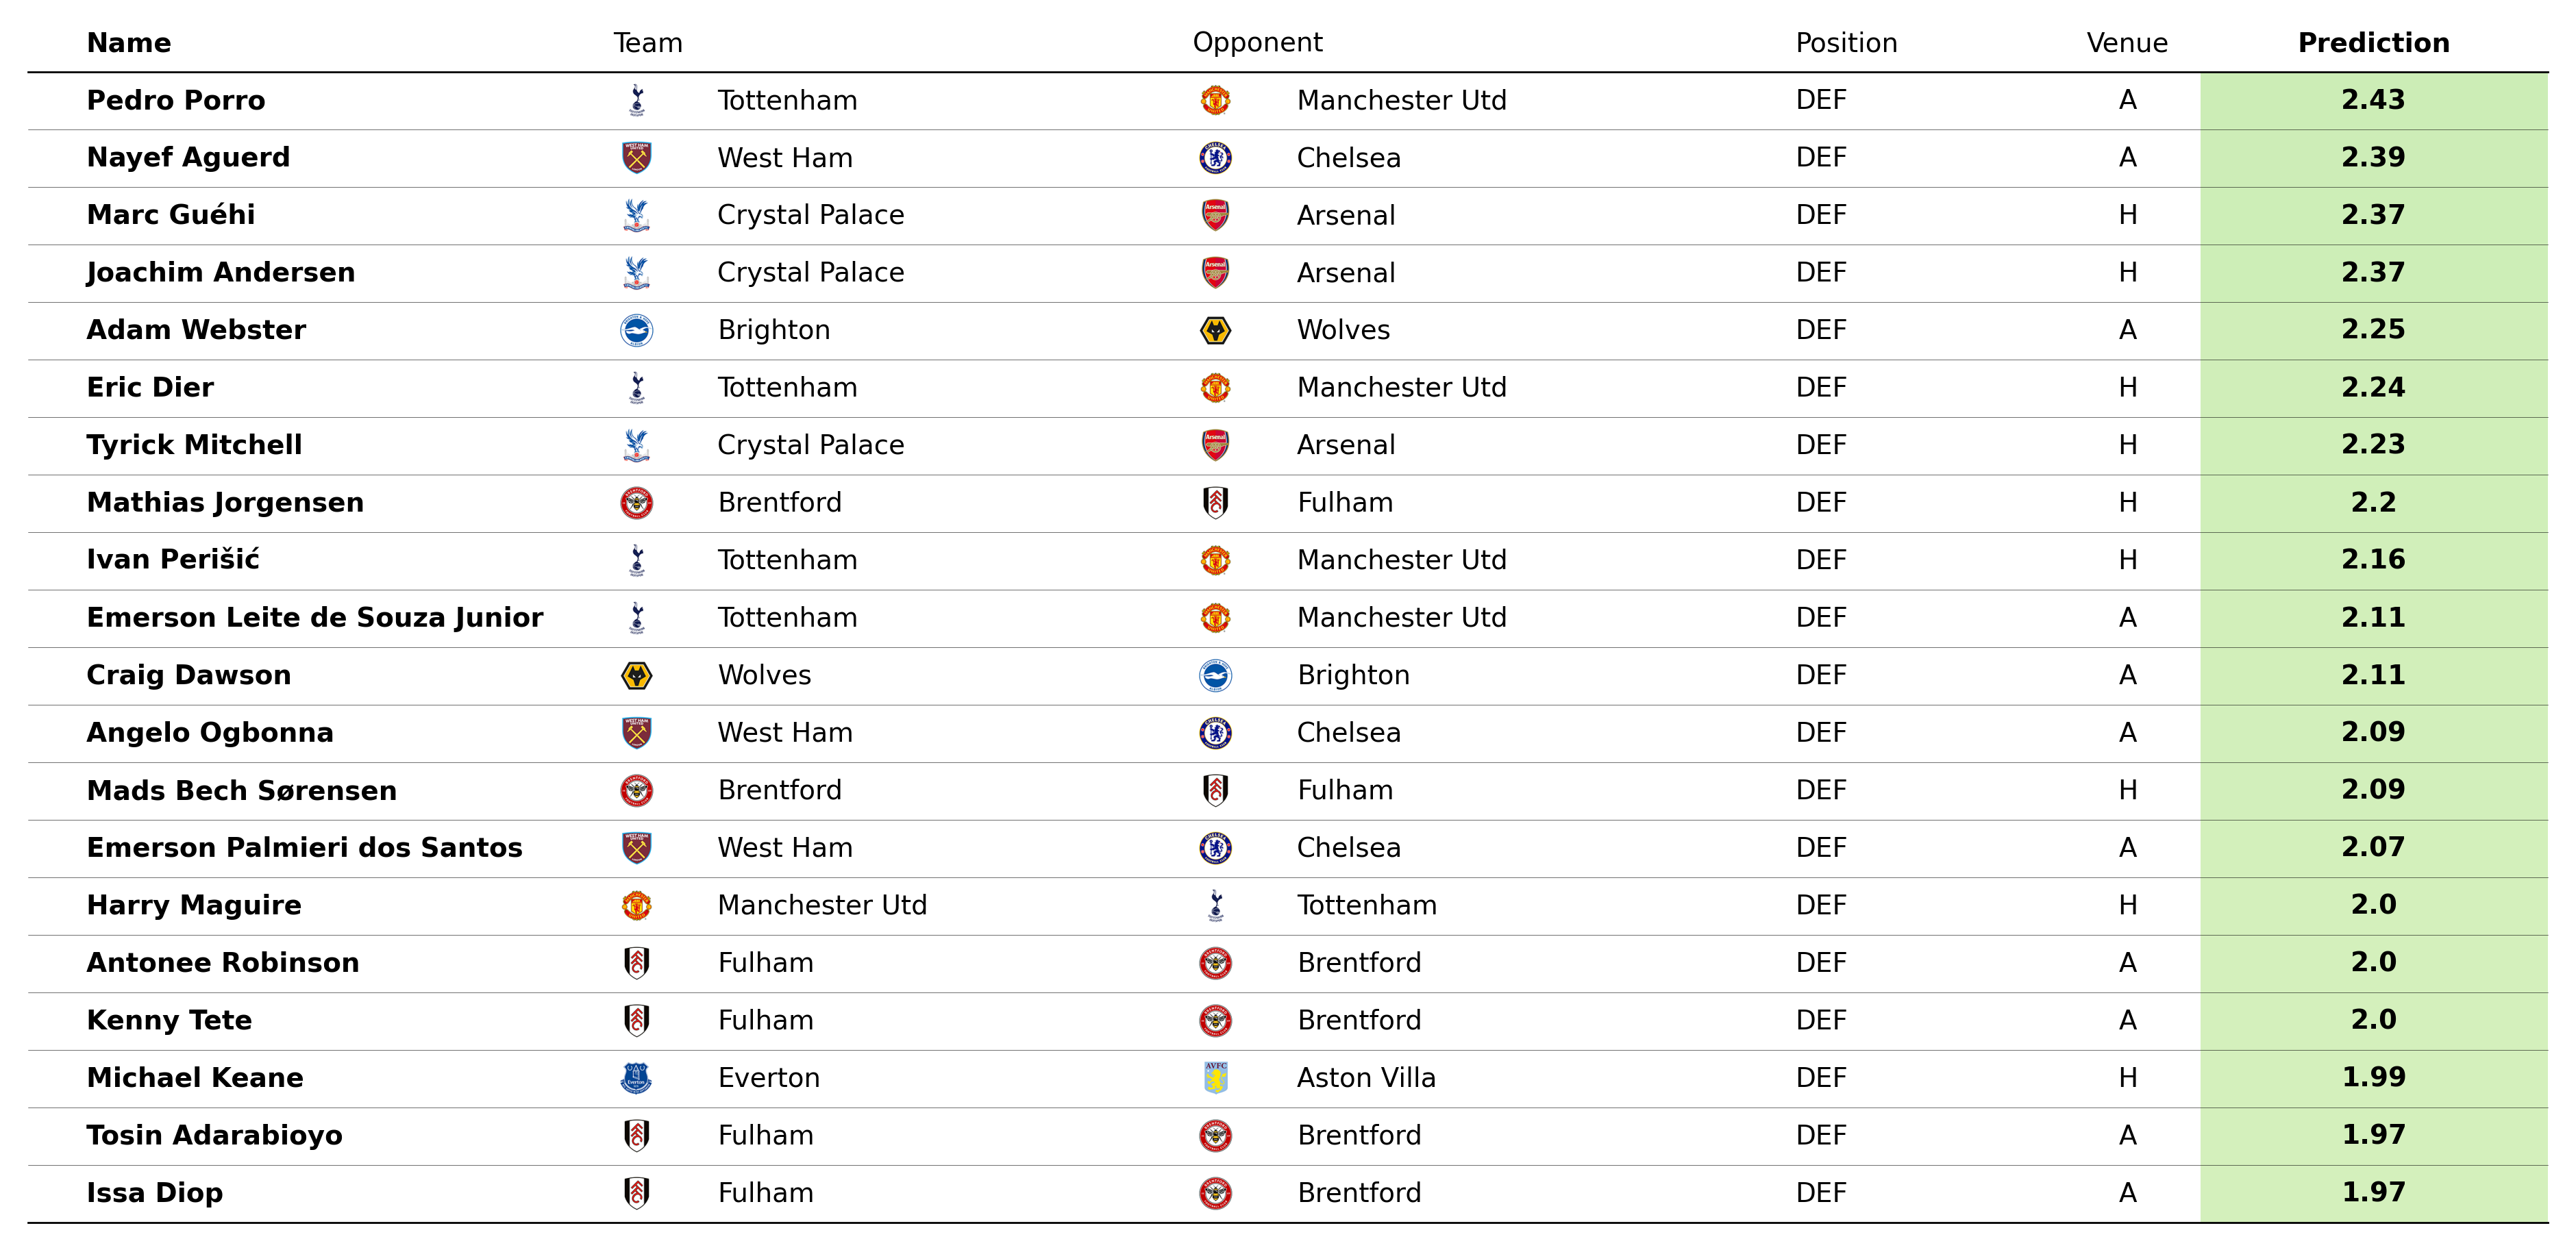 Name Team Opponent Position Venue Prediction
Pedro Porro Tottenham Manchester Utd DEF A 2.43
Nayef Aguerd West Ham Chelsea DEF A 2.39
Marc Guéhi Crystal Palace Arsenal DEF H 2.37
Joachim Andersen Crystal Palace Arsenal DEF H 2.37
Adam Webster Brighton Wolves DEF A 2.25
Eric Dier Tottenham Manchester Utd DEF H 2.24
Tyrick Mitchell Crystal Palace Arsenal DEF H 2.23
Mathias Jorgensen Brentford Fulham DEF H 2.2
Ivan Perišić Tottenham Manchester Utd DEF H 2.16
Emerson Leite de Souza Junior Tottenham Manchester Utd DEF A 2.11
Craig Dawson Wolves Brighton DEF A 2.11
Angelo Ogbonna West Ham Chelsea DEF A 2.09
Mads Bech Sørensen Brentford Fulham DEF H 2.09
Emerson Palmieri dos Santos West Ham Chelsea DEF A 2.07
Harry Maguire Manchester Utd Tottenham DEF H 2.0
Antonee Robinson Fulham Brentford DEF A 2.0
Kenny Tete Fulham Brentford DEF A 2.0
Michael Keane Everton Aston Villa DEF H 1.99
Tosin Adarabioyo Fulham Brentford DEF A 1.97
Issa Diop Fulham Brentford DEF A 1.97